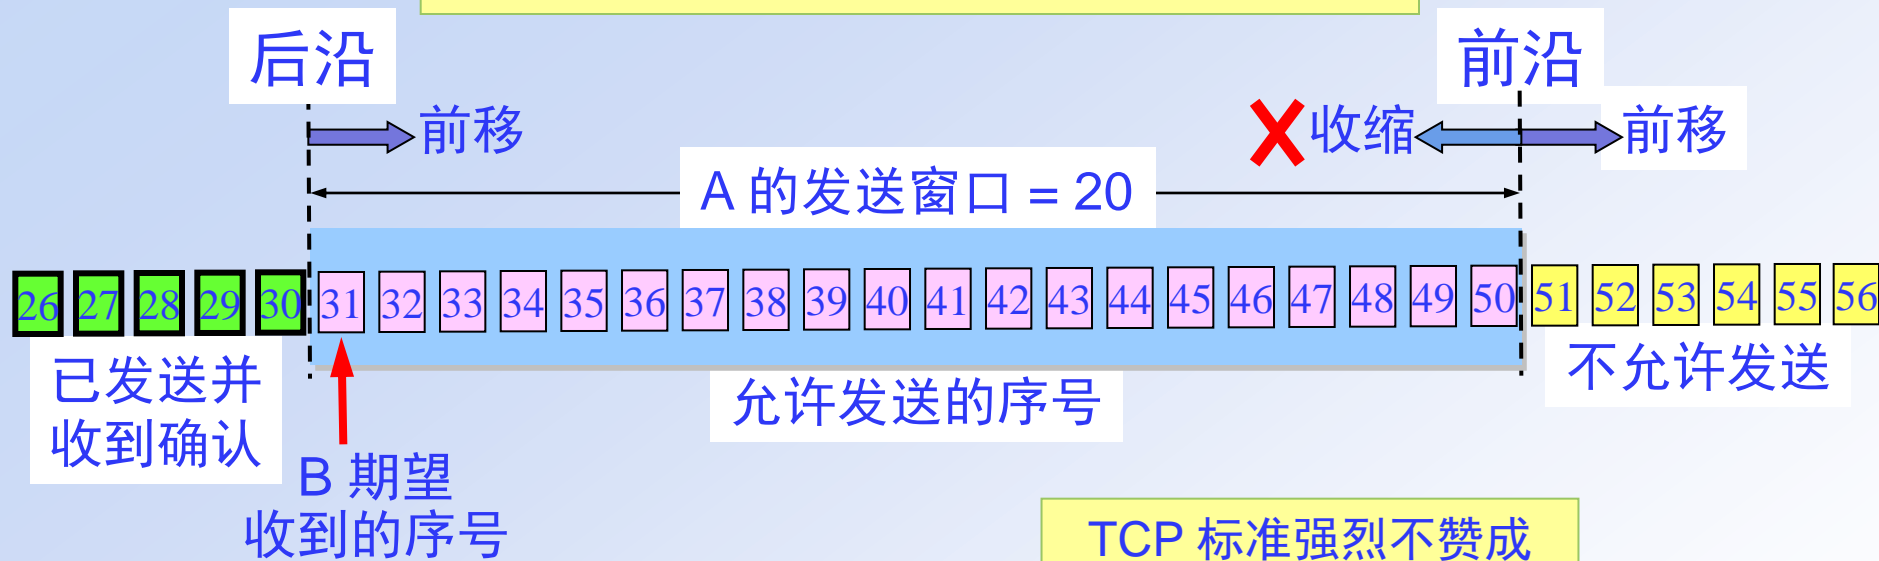 后沿
前沿
前移
收缩
前移
A 的发送窗口 = 20
26 27 28 29 30 31 32 33 34 35 36 37 38 39 40 41 42 43 44 45 46 47 48 49 50 51 52 53 54 55 56
已发送并
收到确认
允许发送的序号
不允许发送
B 期望
收到的序号
TCP 标准强烈不赞成